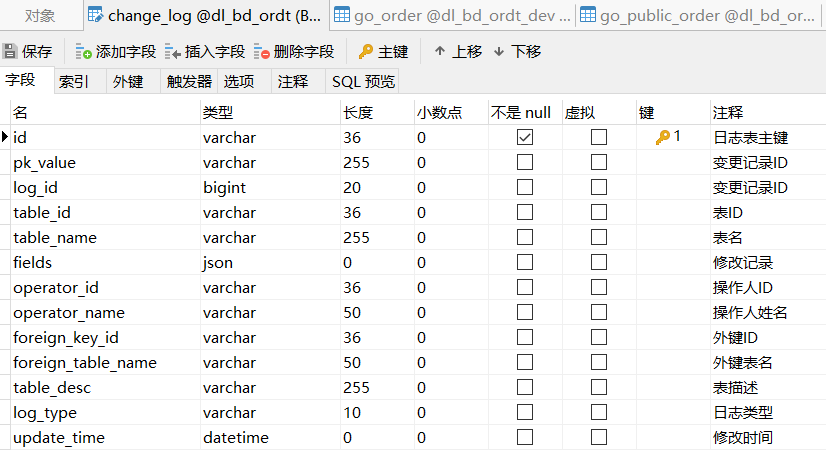 对象 change_log @dl_bd_ordt (B... go_order @dl_bd_ordt_dev ... go_public_order @dl_bd_or...
保存 添加字段 插入字段 删除字段 主键 上移 下移
字段 索引 外键 触发器 选项 注释 SQL 预览
名 类型 长度 小数点 不是 null 虚拟 键 注释
id varchar 36 0 1 日志表主键
pk_value varchar 255 0 变更记录ID
log_id bigint 20 0 变更记录ID
table_id varchar 36 0 表ID
table_name varchar 255 0 表名
fields json 0 0 修改记录
operator_id varchar 36 0 操作人ID
operator_name varchar 50 0 操作人姓名
foreign_key_id varchar 36 0 外键ID
foreign_table_name varchar 50 0 外键表名
table_desc varchar 255 0 表描述
log_type varchar 10 0 日志类型
update_time datetime 0 0 修改时间